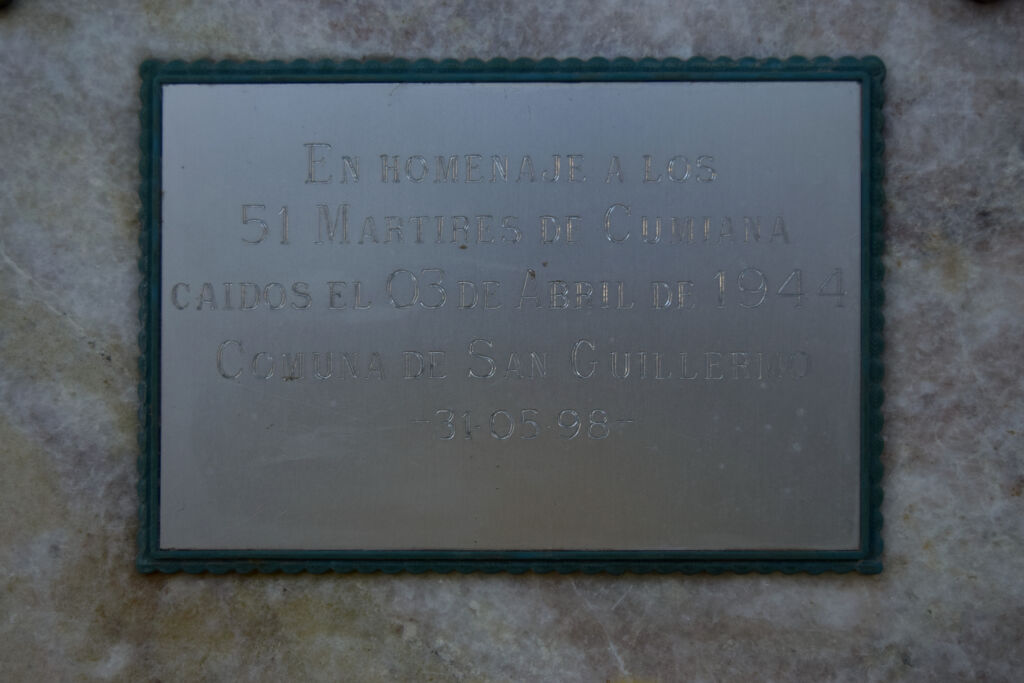 En homenaje a los
51 Martires de Cumiana
caidos el 03 de Abril de 1944
Comuna de San Guillermo
-31-05-98-